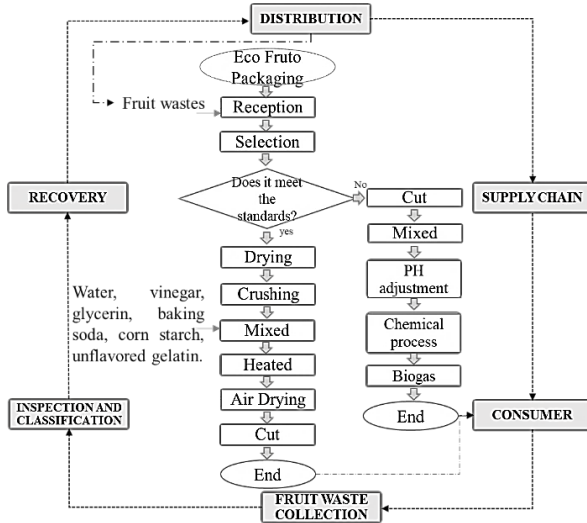 DISTRIBUTION
Eco Fruto
Packaging
Fruit wastes
Reception
Selection
Does it meet
the
standards?
No
yes
RECOVERY
SUPPLY CHAIN
Cut
Mixed
PH
adjustment
Chemical
process
Biogas
End
Drying
Crushing
Water, vinegar,
glycerin, baking
soda, corn starch,
unflavored gelatin.
Mixed
Heated
Air Drying
Cut
End
INSPECTION AND
CLASSIFICATION
CONSUMER
FRUIT WASTE
COLLECTION